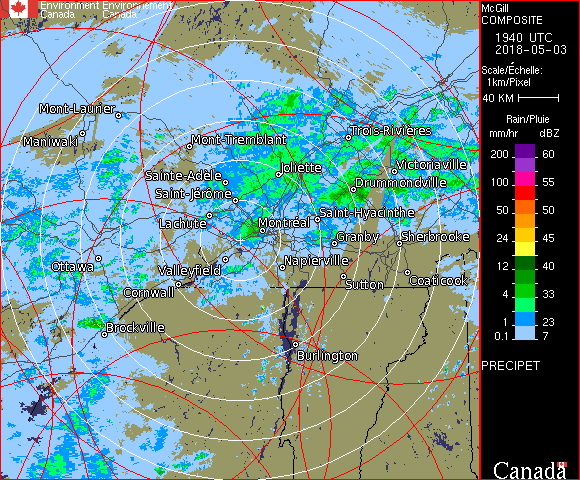 Environment Environnement
Canada Canada
McGill
COMPOSITE
1940 UTC
2018-05-03
Scale/Échelle:
1km/Pixel
40 KM
Rain/Pluie
mm/hr dBZ
200 60
100 55
50 50
24 45
12 40
4 33
1 23
0.1 7
PRECIPET
Canada
Mont-Laurier
Maniwaki
Mont-Tremblant
Trois-Rivières
Joliette
Victoriaville
Sainte-Adèle
Drummondville
Saint-Jérôme
Lachute
Saint-Hyacinthe
Montréal
Granby
Sherbrooke
Ottawa
Valleyfield
Napierville
Cornwall
Sutton
Coaticook
Brockville
Burlington